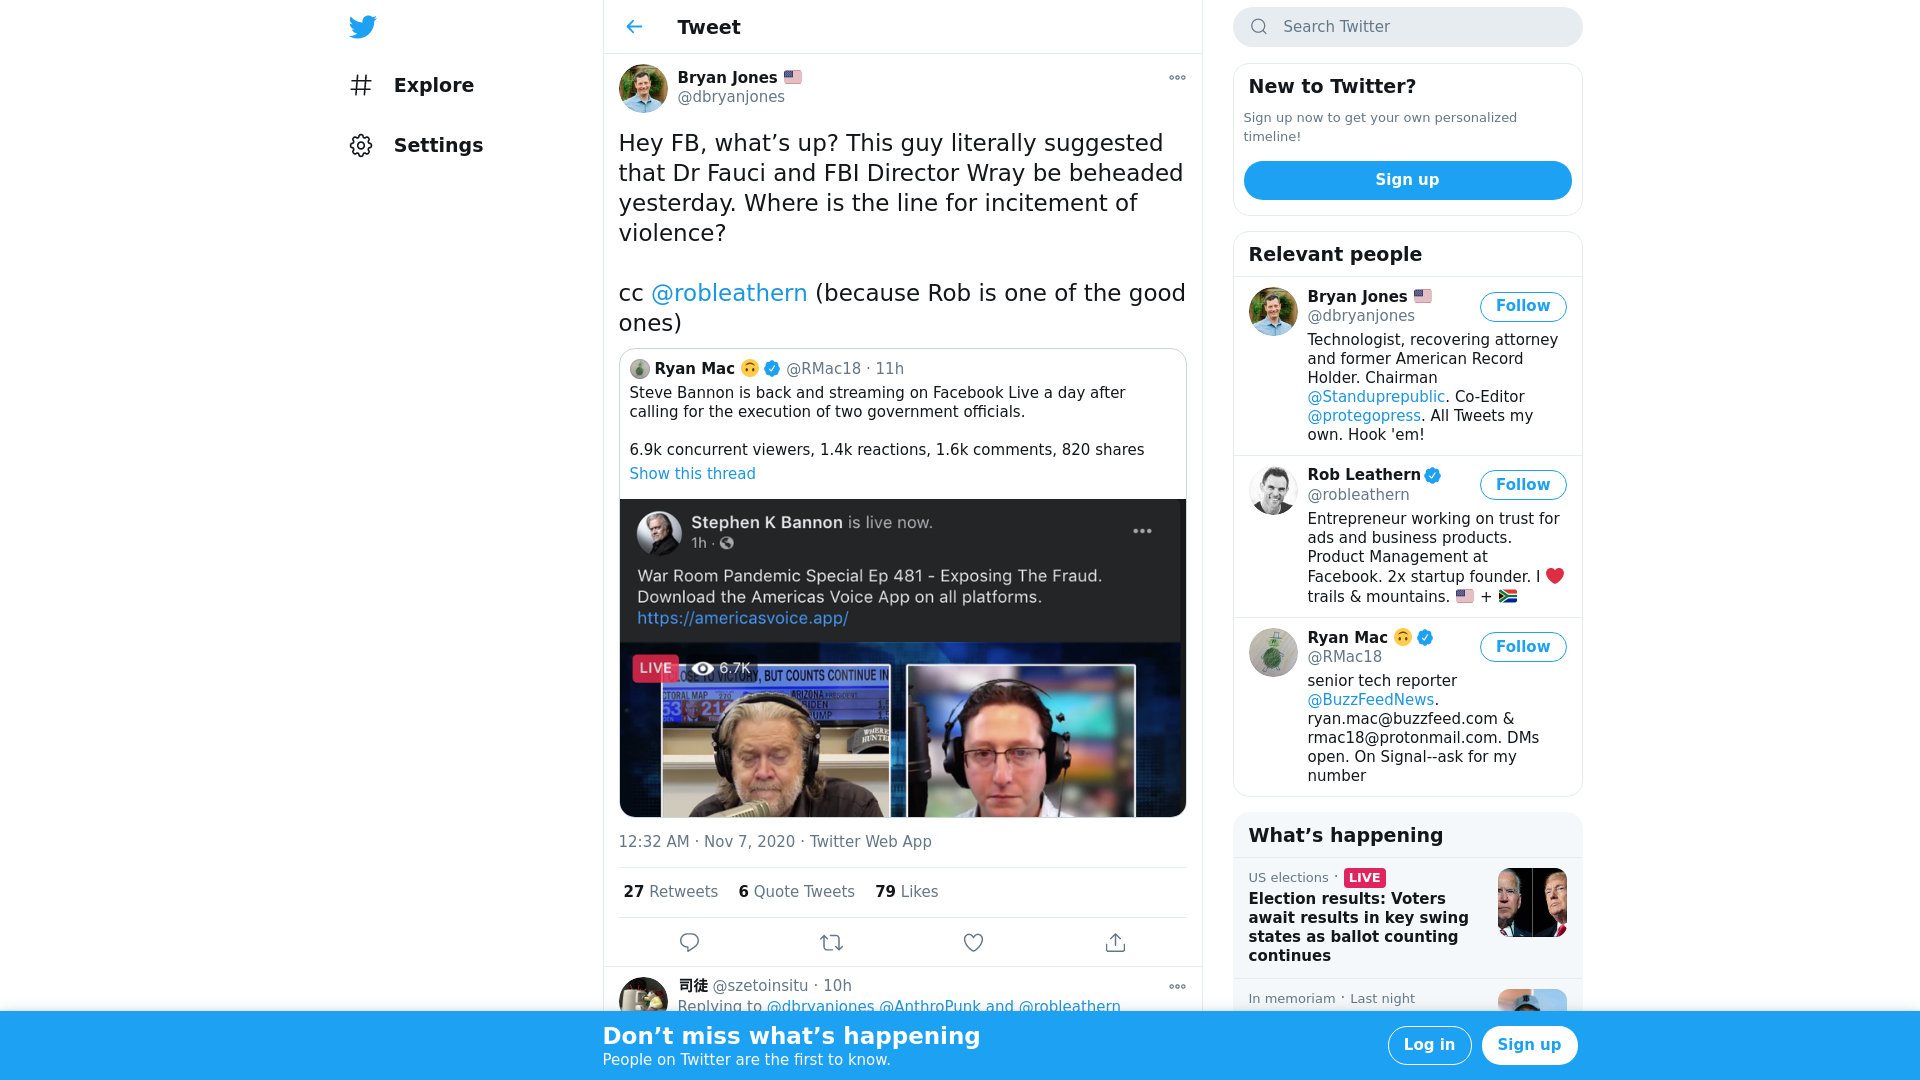 Explore
Settings
Tweet
Bryan Jones
@dbryanjones
Hey FB, what’s up? This guy literally suggested
that Dr Fauci and FBI Director Wray be beheaded
yesterday. Where is the line for incitement of
violence?
cc @robleathern (because Rob is one of the good
ones)
Ryan Mac 🙃 @RMac18 · 11h
Steve Bannon is back and streaming on Facebook Live a day after
calling for the execution of two government officials.
6.9k concurrent viewers, 1.4k reactions, 1.6k comments, 820 shares
Show this thread
Stephen K Bannon is live now.
1h ·
War Room Pandemic Special Ep 481 - Exposing The Fraud.
Download the Americas Voice App on all platforms.
https://americasvoice.app/
LIVE 6.7K
CLOSE TO VICTORY, BUT COUNTS CONTINUE IN
ARIZONA
12:32 AM · Nov 7, 2020 · Twitter Web App
27 Retweets 6 Quote Tweets 79 Likes
司徒 @szetoinsitu · 10h
Replying to @dbryanjones @AnthroPunk and @robleathern
Search Twitter
New to Twitter?
Sign up now to get your own personalized
timeline!
Sign up
Relevant people
Bryan Jones
Follow
@dbryanjones
Technologist, recovering attorney
and former American Record
Holder. Chairman
@Standuprepublic. Co-Editor
@protegopress. All Tweets my
own. Hook 'em!
Rob Leathern
Follow
@robleathern
Entrepreneur working on trust for
ads and business products.
Product Management at
Facebook. 2x startup founder. I ❤️
trails & mountains. 🇺🇸 + 🇿🇦
Ryan Mac 🙃
Follow
@RMac18
senior tech reporter
@BuzzFeedNews.
ryan.mac@buzzfeed.com &
rmac18@protonmail.com. DMs
open. On Signal--ask for my
number
What’s happening
US elections · LIVE
Election results: Voters
await results in key swing
states as ballot counting
continues
In memoriam · Last night
Don’t miss what’s happening
People on Twitter are the first to know.
Log in
Sign up